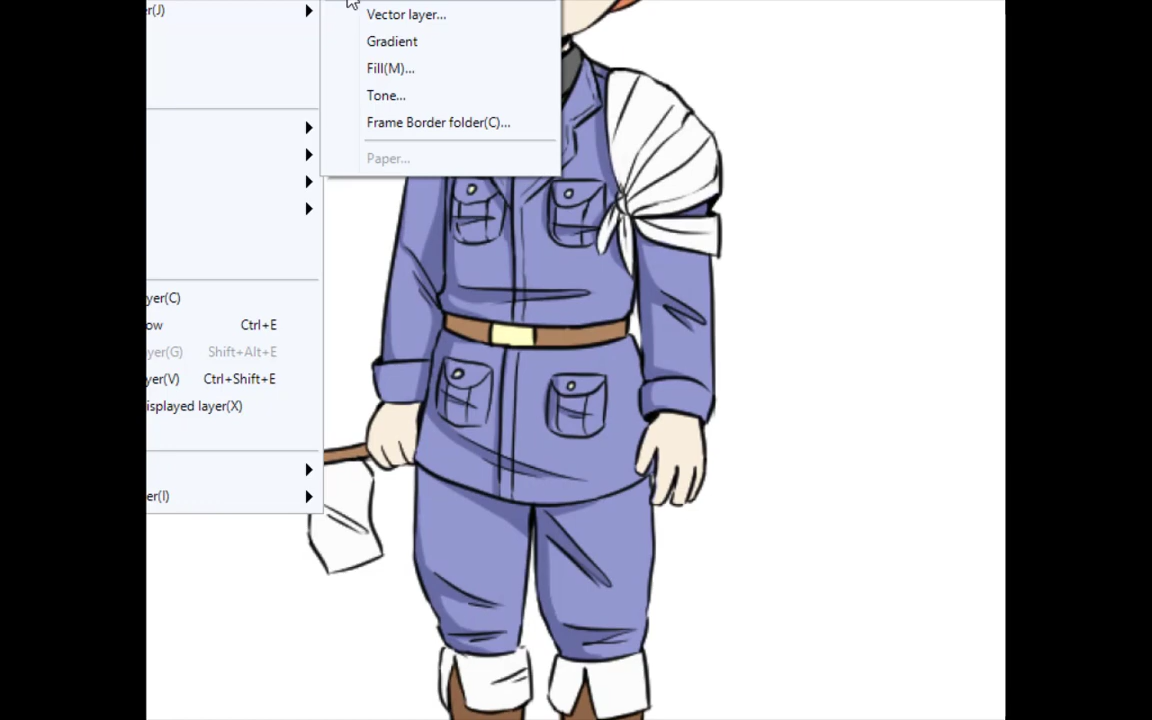 er(J)
Vector layer...
Gradient
Fill(M)...
Tone...
Frame Border folder(C)...
Paper...
yer(C)
ow Ctrl+E
yer(G) Shift+Alt+E
yer(V) Ctrl+Shift+E
isplayed layer(X)
er(I)